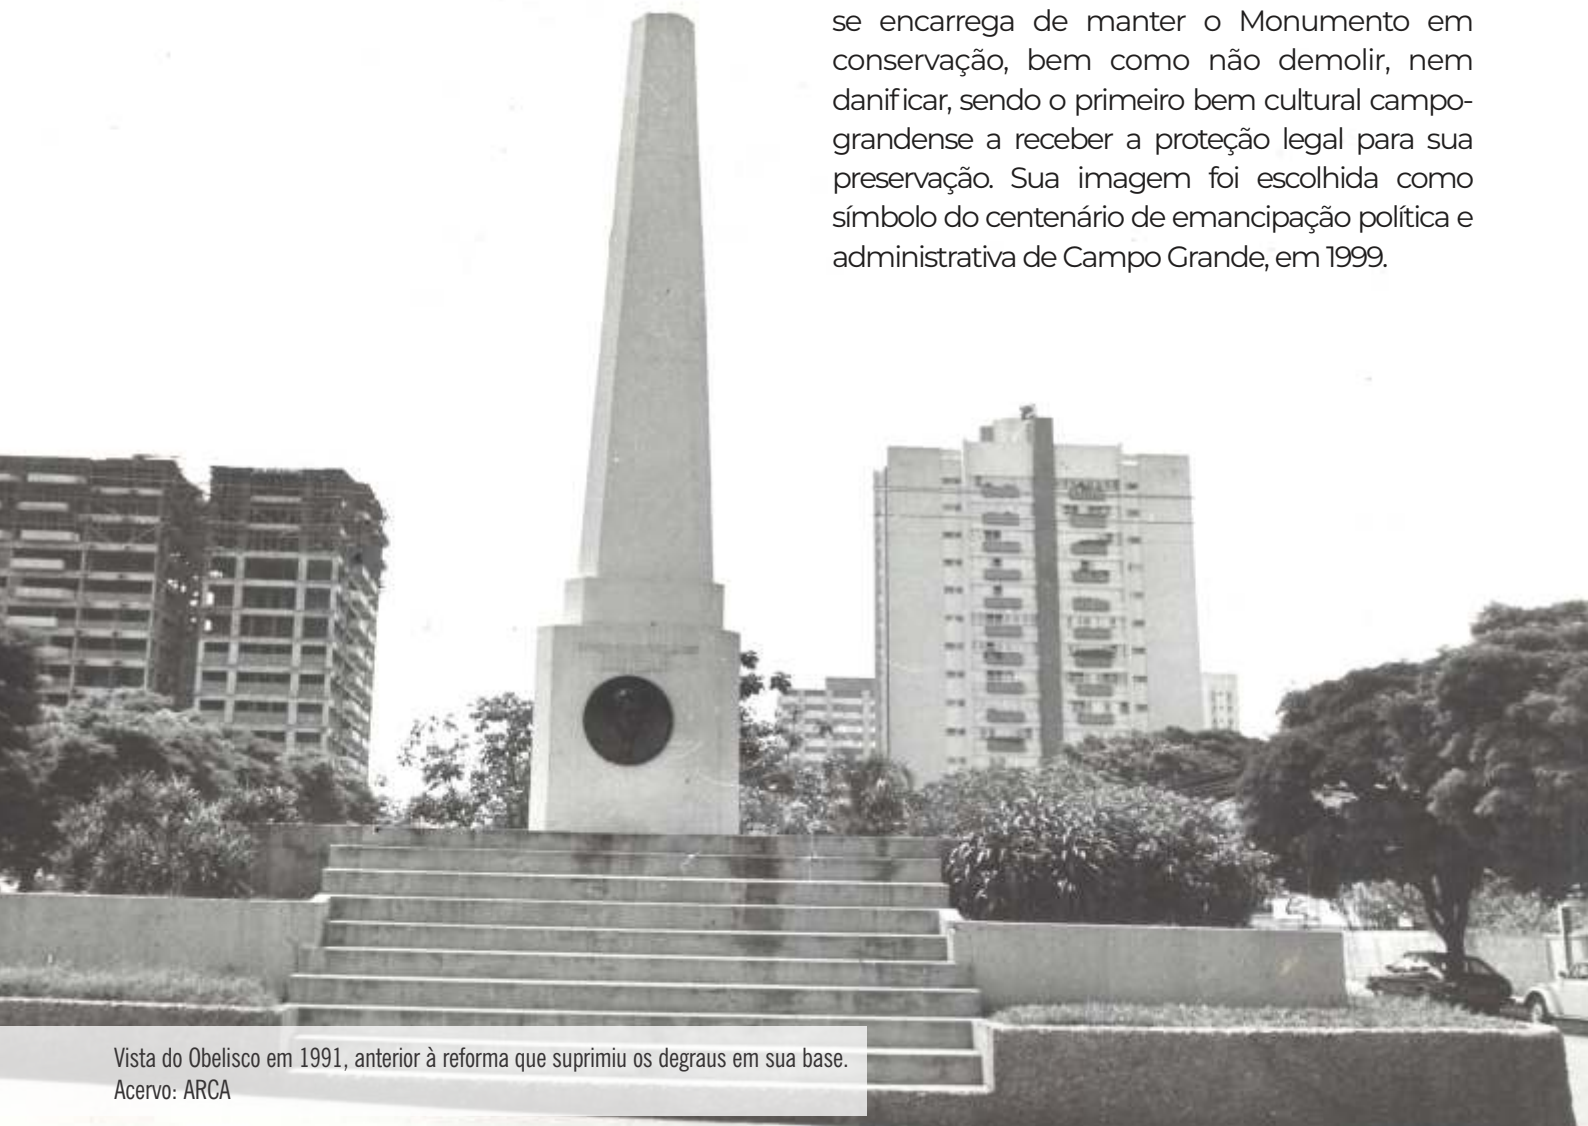 se encarrega de manter o Monumento em
conservação, bem como não demolir, nem
danificar, sendo o primeiro bem cultural campo-
grandense a receber a proteção legal para sua
preservação. Sua imagem foi escolhida como
símbolo do centenário de emancipação política e
administrativa de Campo Grande, em 1999.
Vista do Obelisco em 1991, anterior à reforma que suprimiu os degraus em sua base.
Acervo: ARCA